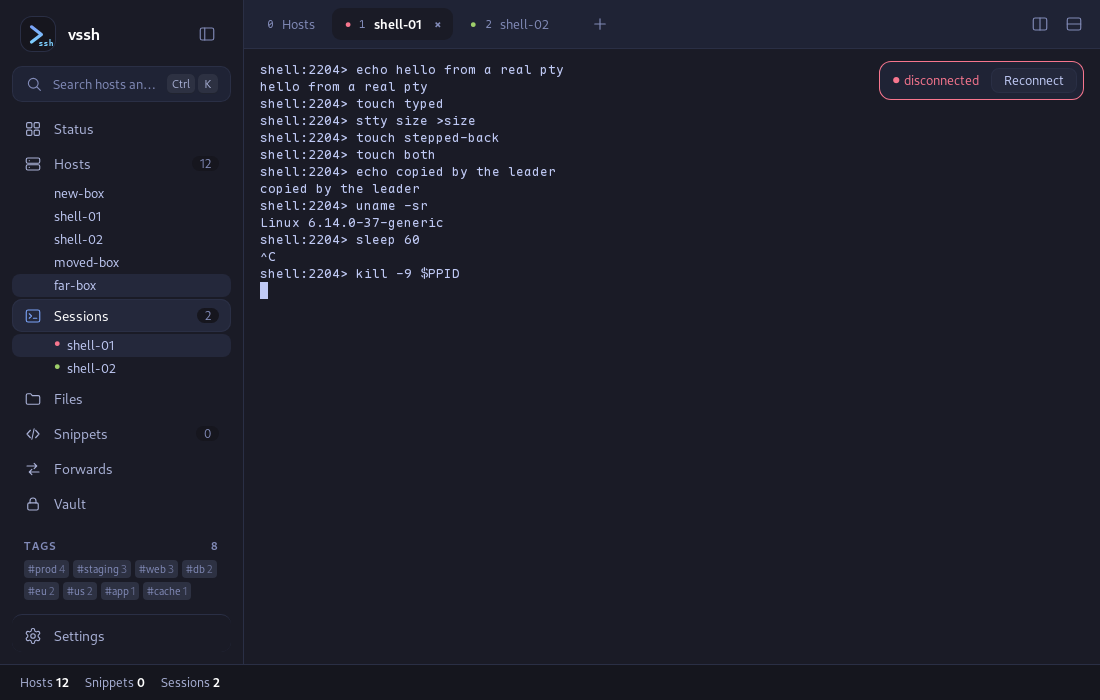 ssh
vssh
Search hosts an… Ctrl K
Status
Hosts 12
new-box
shell-01
shell-02
moved-box
far-box
Sessions 2
shell-01
shell-02
Files
Snippets 0
Forwards
Vault
TAGS 8
#prod 4 #staging 3 #web 3 #db 2
#eu 2 #us 2 #app 1 #cache 1
Settings
0 Hosts 1 shell-01 × 2 shell-02 +
shell:2204> echo hello from a real pty
hello from a real pty
shell:2204> touch typed
shell:2204> stty size >size
shell:2204> touch stepped-back
shell:2204> touch both
shell:2204> echo copied by the leader
copied by the leader
shell:2204> uname -sr
Linux 6.14.0-37-generic
shell:2204> sleep 60
^C
shell:2204> kill -9 $PPID
disconnected Reconnect
Hosts 12 Snippets 0 Sessions 2